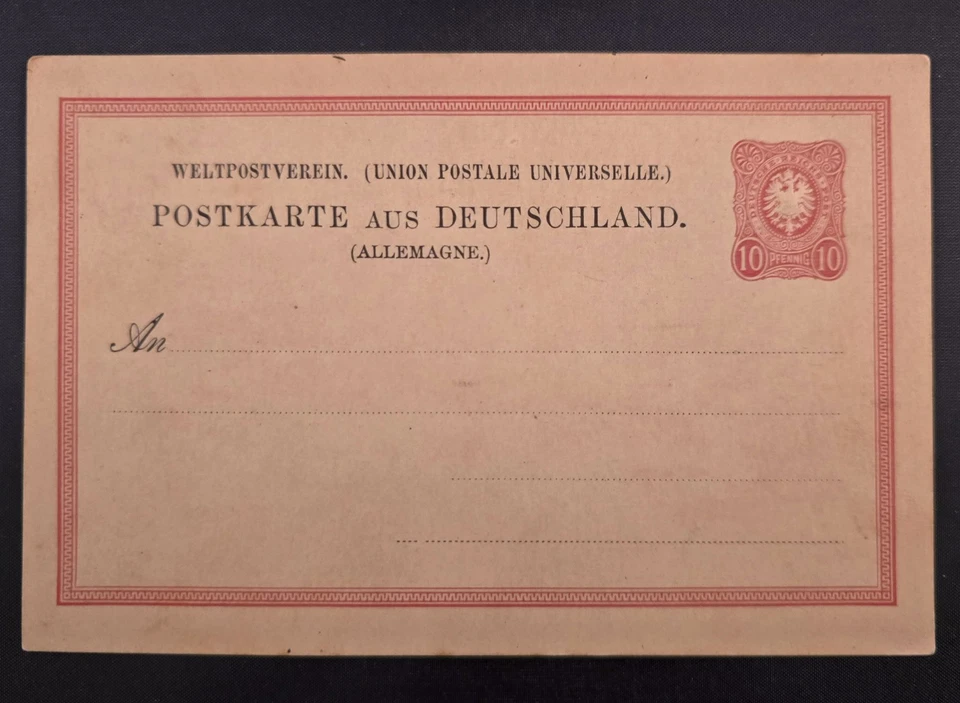 WELTPOSTVEREIN. (UNION POSTALE UNIVERSELLE.)
POSTKARTE AUS DEUTSCHLAND.
(ALLEMAGNE.)
An
10 PFENNIG 10